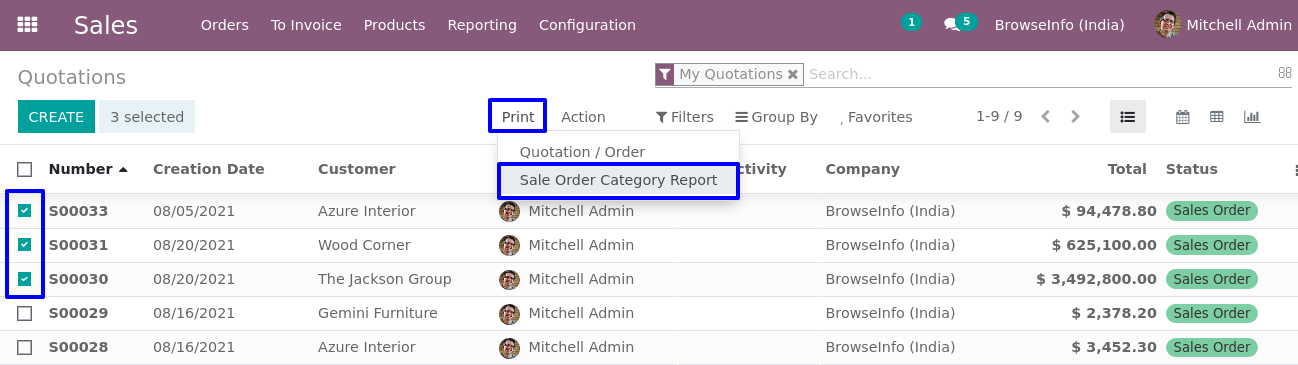 Sales Orders To Invoice Products Reporting Configuration 1 5 BrowseInfo (India) Mitchell Admin
Quotations My Quotations Search...
CREATE 3 selected Print Action Filters Group By Favorites 1-9 / 9
Quotation / Order
Sale Order Category Report
Number Creation Date Customer ctivity Company Total Status
S00033 08/05/2021 Azure Interior Mitchell Admin BrowseInfo (India) $ 94,478.80 Sales Order
S00031 08/20/2021 Wood Corner Mitchell Admin BrowseInfo (India) $ 625,100.00 Sales Order
S00030 08/20/2021 The Jackson Group Mitchell Admin BrowseInfo (India) $ 3,492,800.00 Sales Order
S00029 08/16/2021 Gemini Furniture Mitchell Admin BrowseInfo (India) $ 2,378.20 Sales Order
S00028 08/16/2021 Azure Interior Mitchell Admin BrowseInfo (India) $ 3,452.30 Sales Order